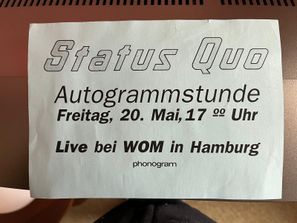 Status Quo
Autogrammstunde
Freitag, 20. Mai, 17 00 Uhr
Live bei WOM in Hamburg
phonogram